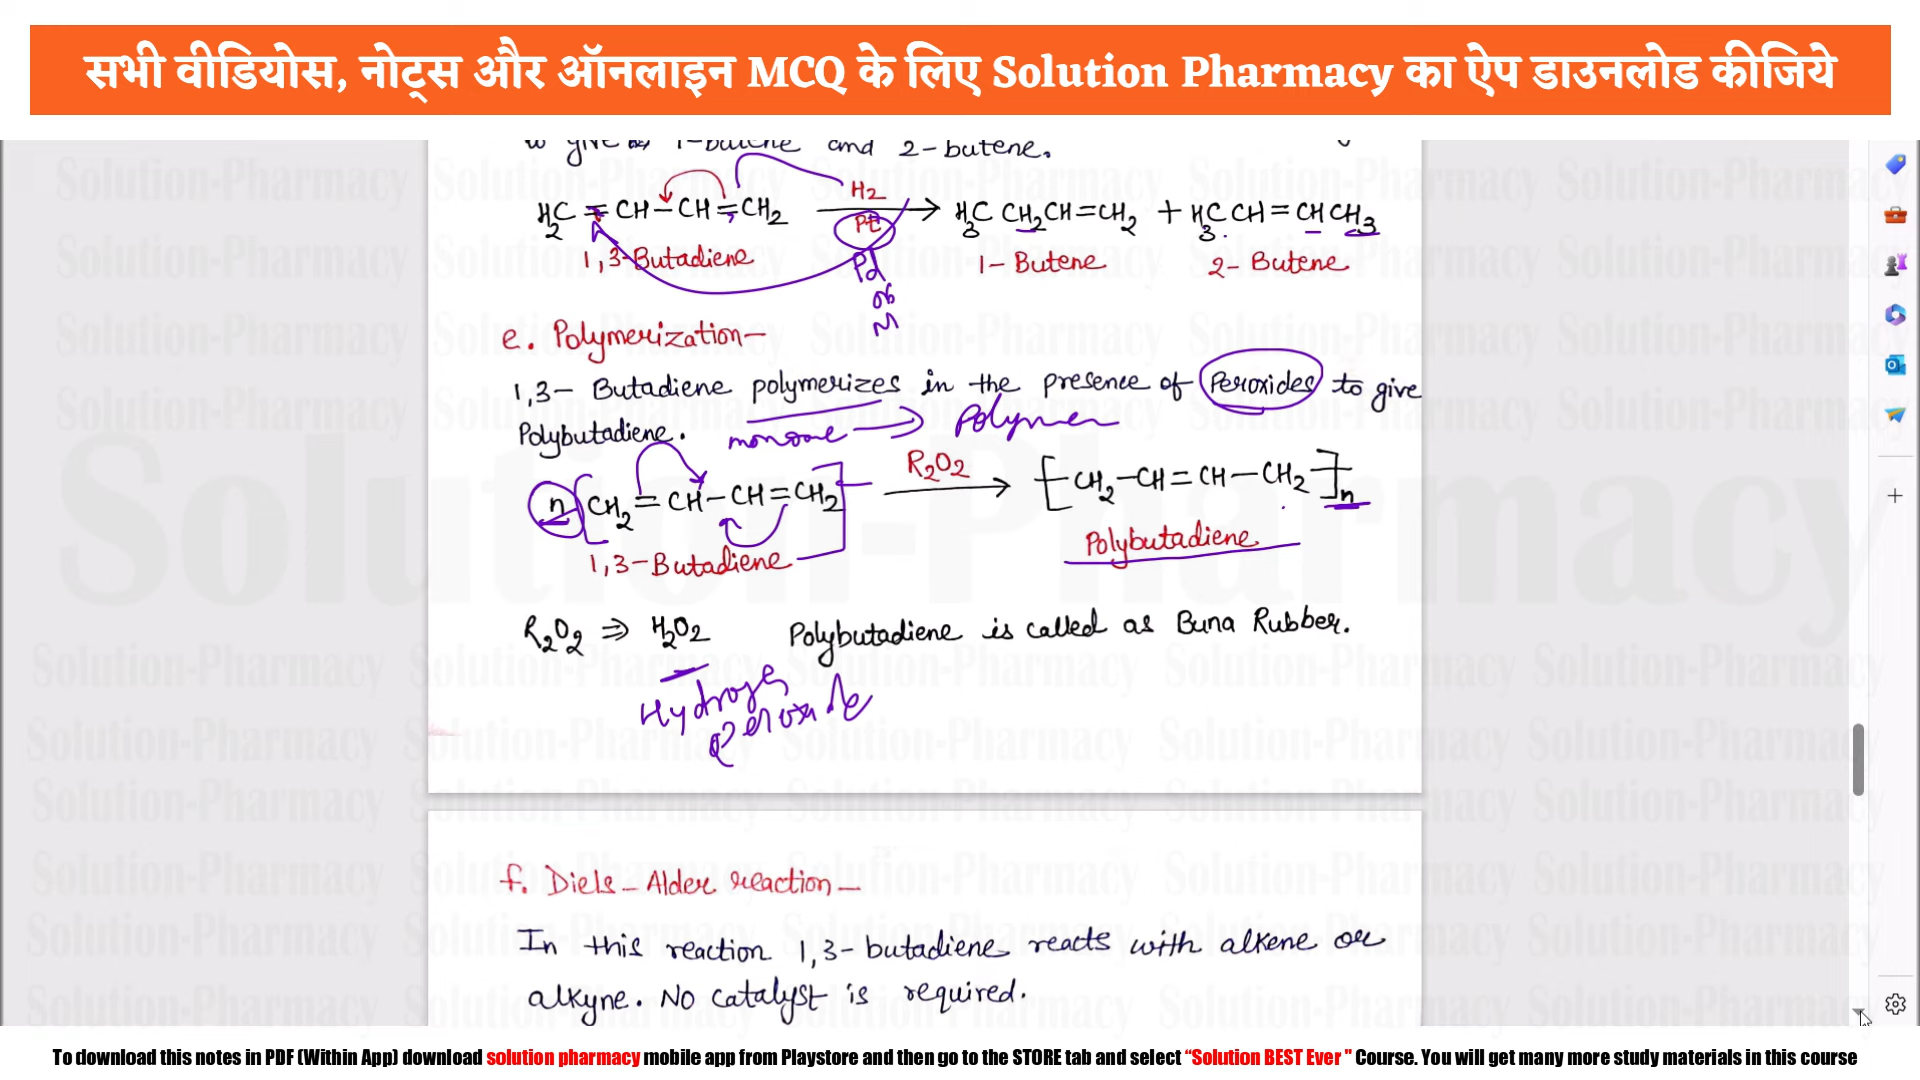 सभी वीडियोस, नोट्स और ऑनलाइन MCQ के लिए Solution Pharmacy का ऐप डाउनलोड कीजिये
to give 1-butene and 2-butene.
H2C=CH-CH=CH2 H2 Pt → H3C CH2CH=CH2 + H3C CH=CH CH3
Pd
1,3-Butadiene 1-Butene 2-Butene
e. Polymerization-
1,3- Butadiene polymerizes in the presence of Peroxides to give
Polybutadiene. → Polymer
n CH2=CH-CH=CH2 R2O2 → [CH2-CH=CH-CH2]n
1,3-Butadiene Polybutadiene
R2O2 ⇒ H2O2 Polybutadiene is called as Buna Rubber.
Hydrogen
Peroxide
f. Diels-Alder reaction-
In this reaction 1,3-butadiene reacts with alkene or
alkyne. No catalyst is required.
Solution-Pharmacy
To download this notes in PDF (Within App) download solution pharmacy mobile app from Playstore and then go to the STORE tab and select "Solution BEST Ever " Course. You will get many more study materials in this course